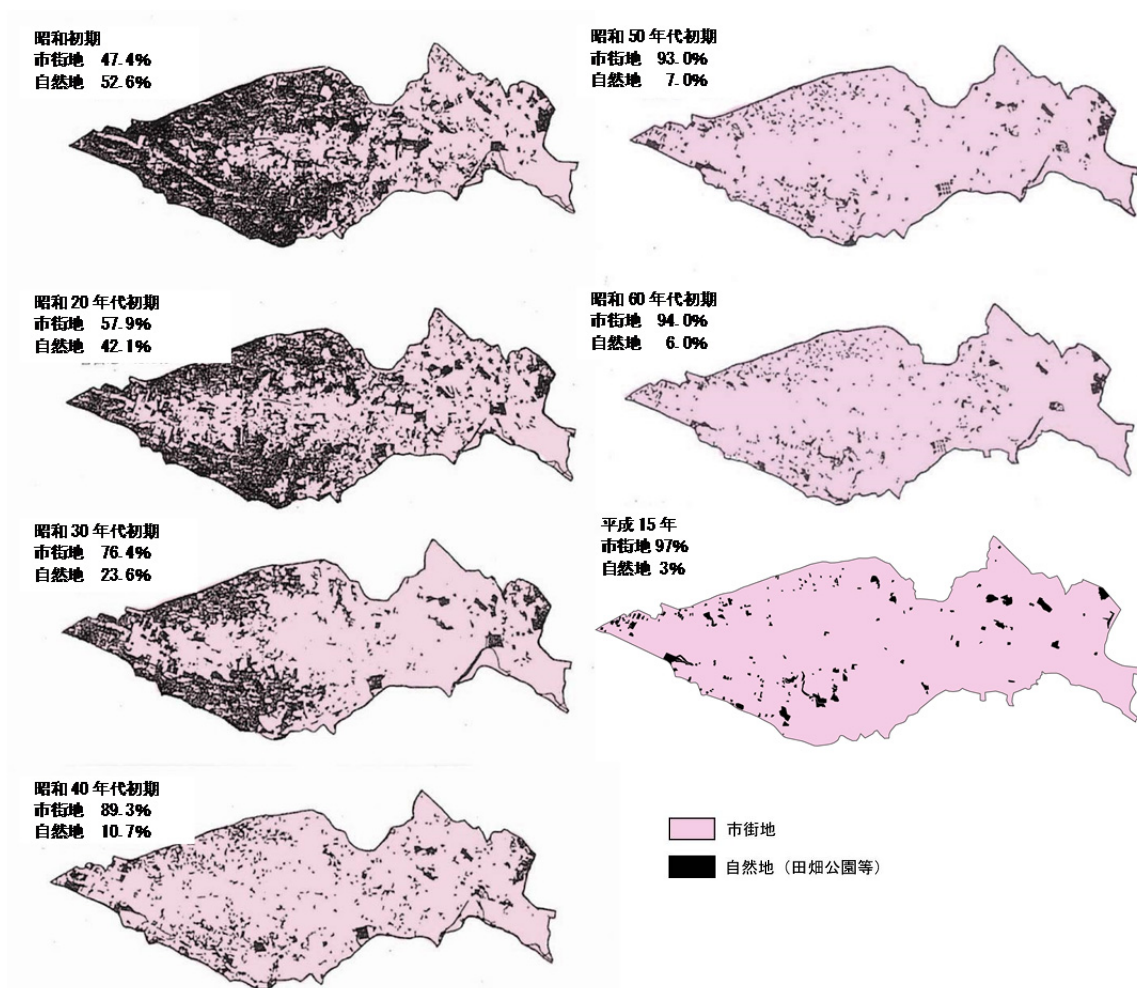 昭和初期
市街地 47.4%
自然地 52.6%
昭和20年代初期
市街地 57.9%
自然地 42.1%
昭和30年代初期
市街地 76.4%
自然地 23.6%
昭和40年代初期
市街地 89.3%
自然地 10.7%
昭和50年代初期
市街地 93.0%
自然地 7.0%
昭和60年代初期
市街地 94.0%
自然地 6.0%
平成15年
市街地97%
自然地 3%
市街地
自然地(田畑公園等)